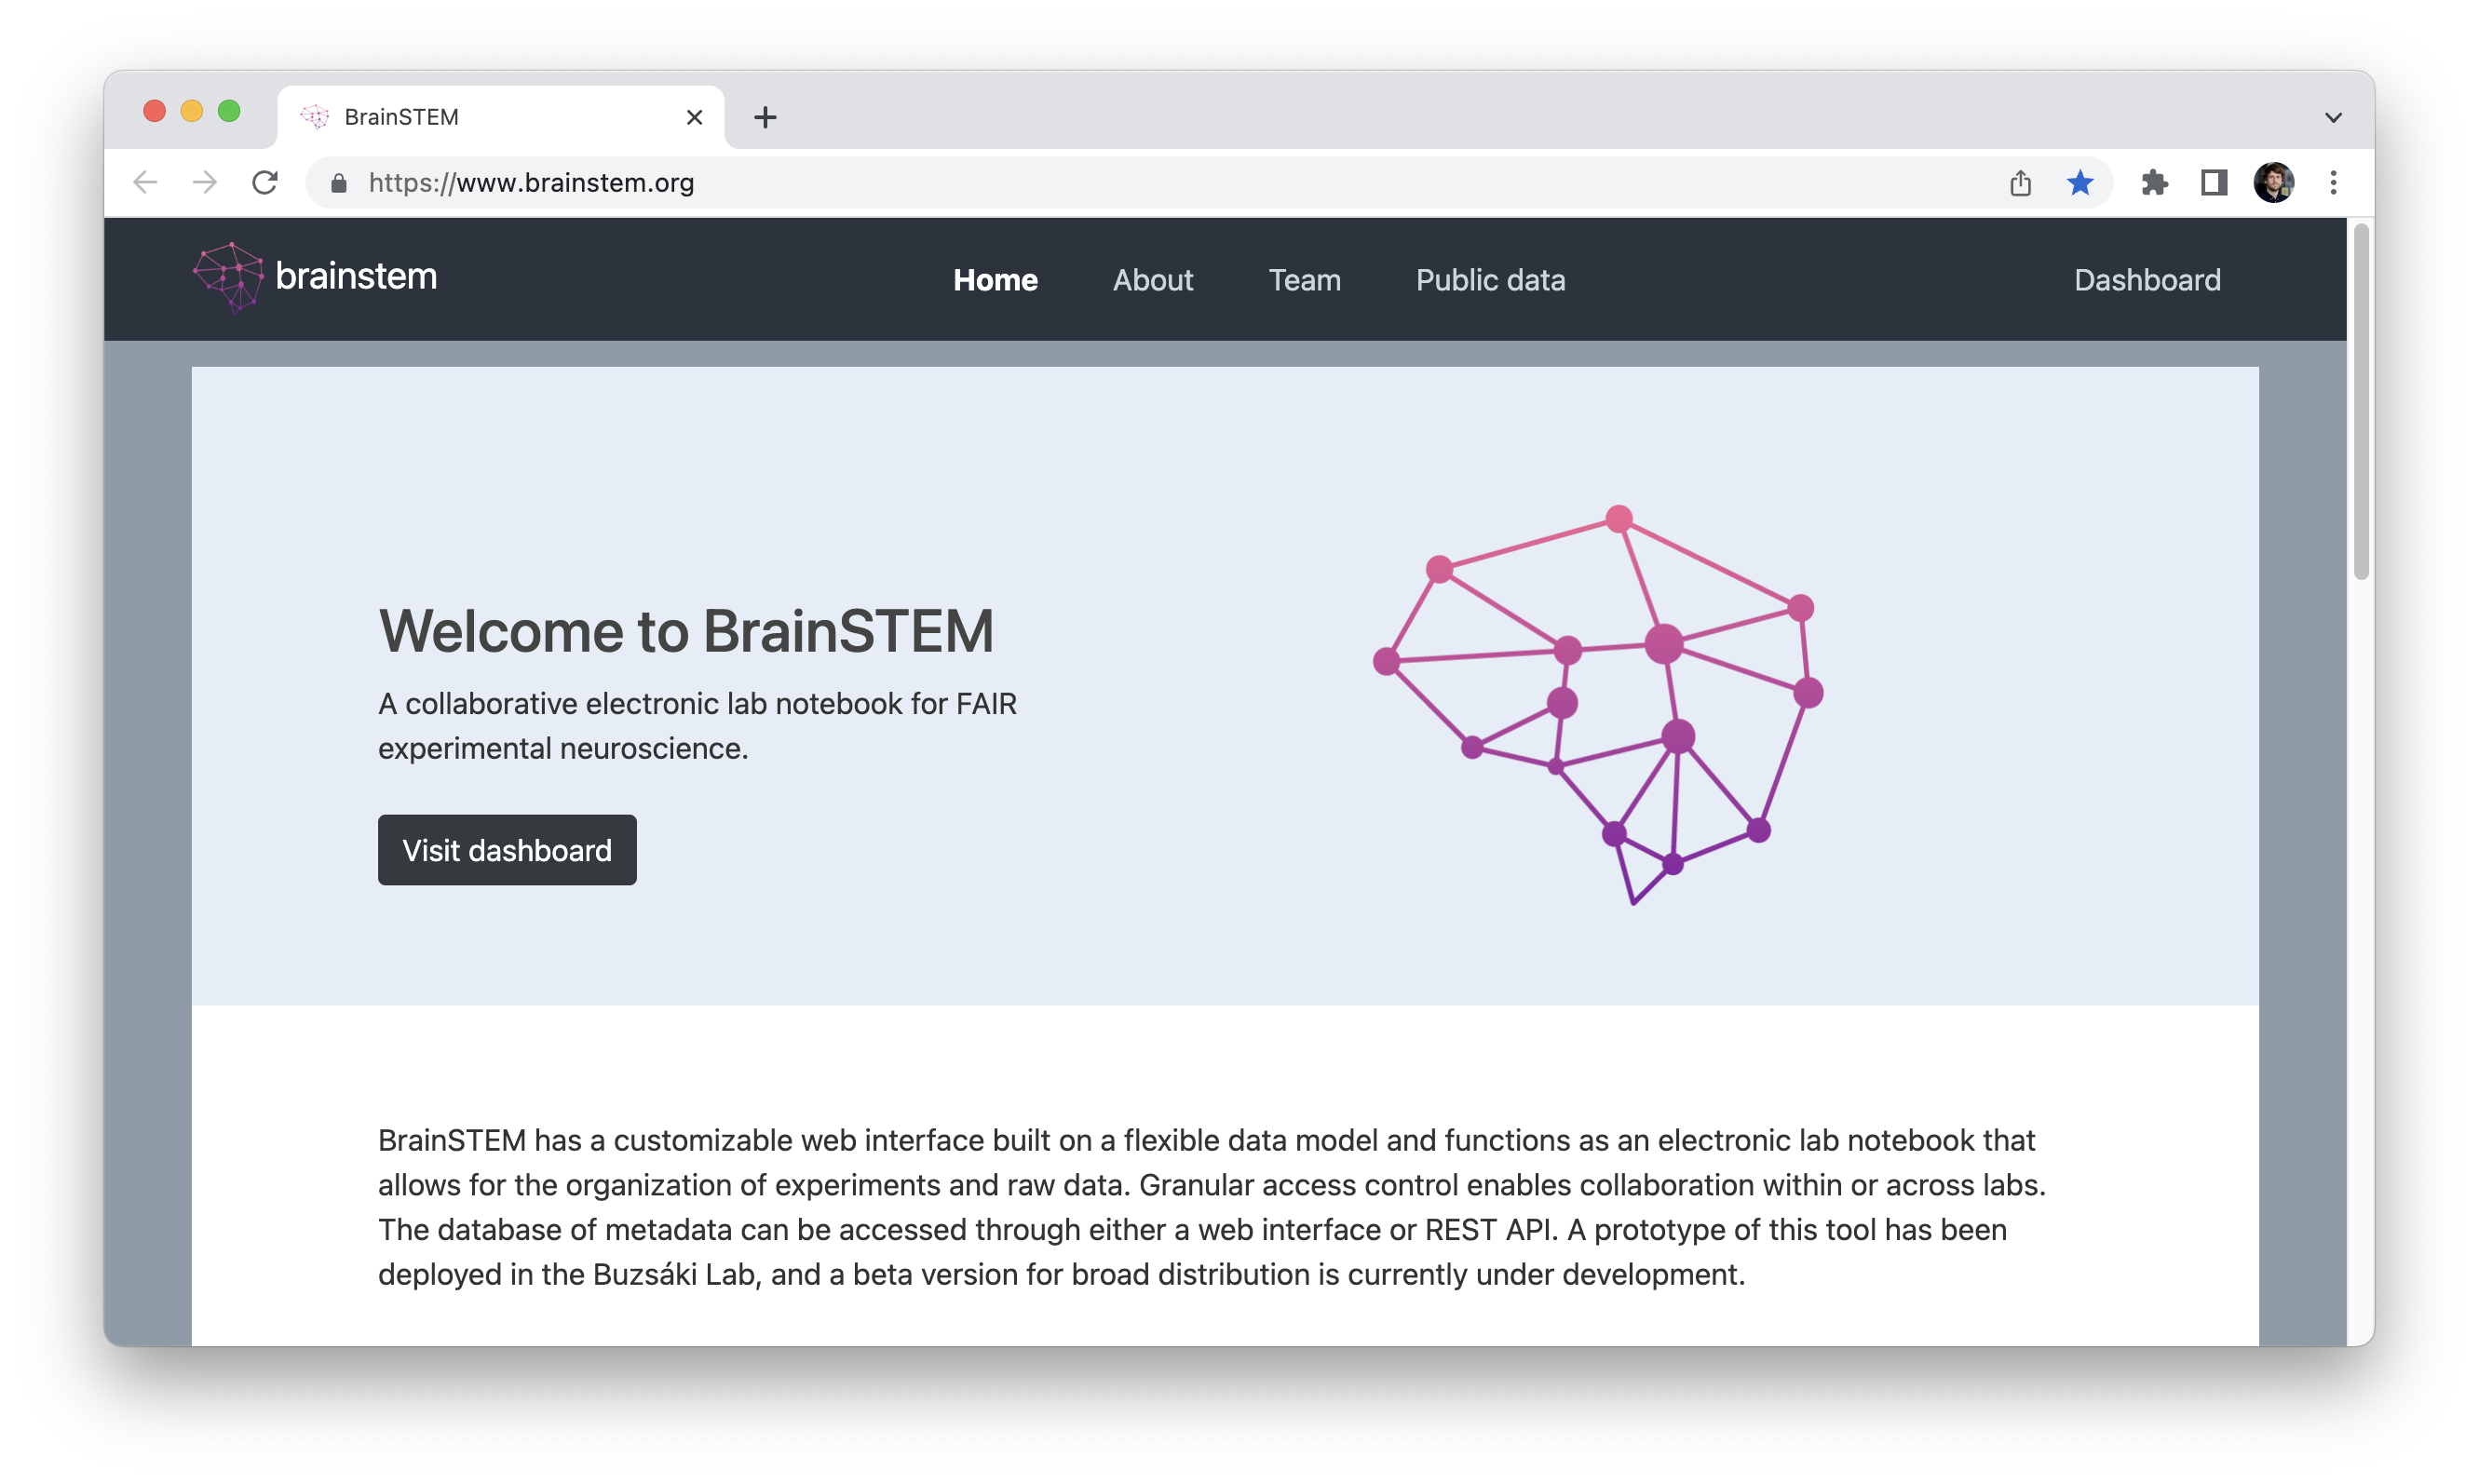 BrainSTEM
https://www.brainstem.org
brainstem
Home
About
Team
Public data
Dashboard
Welcome to BrainSTEM
A collaborative electronic lab notebook for FAIR
experimental neuroscience.
Visit dashboard
BrainSTEM has a customizable web interface built on a flexible data model and functions as an electronic lab notebook that
allows for the organization of experiments and raw data. Granular access control enables collaboration within or across labs.
The database of metadata can be accessed through either a web interface or REST API. A prototype of this tool has been
deployed in the Buzsáki Lab, and a beta version for broad distribution is currently under development.